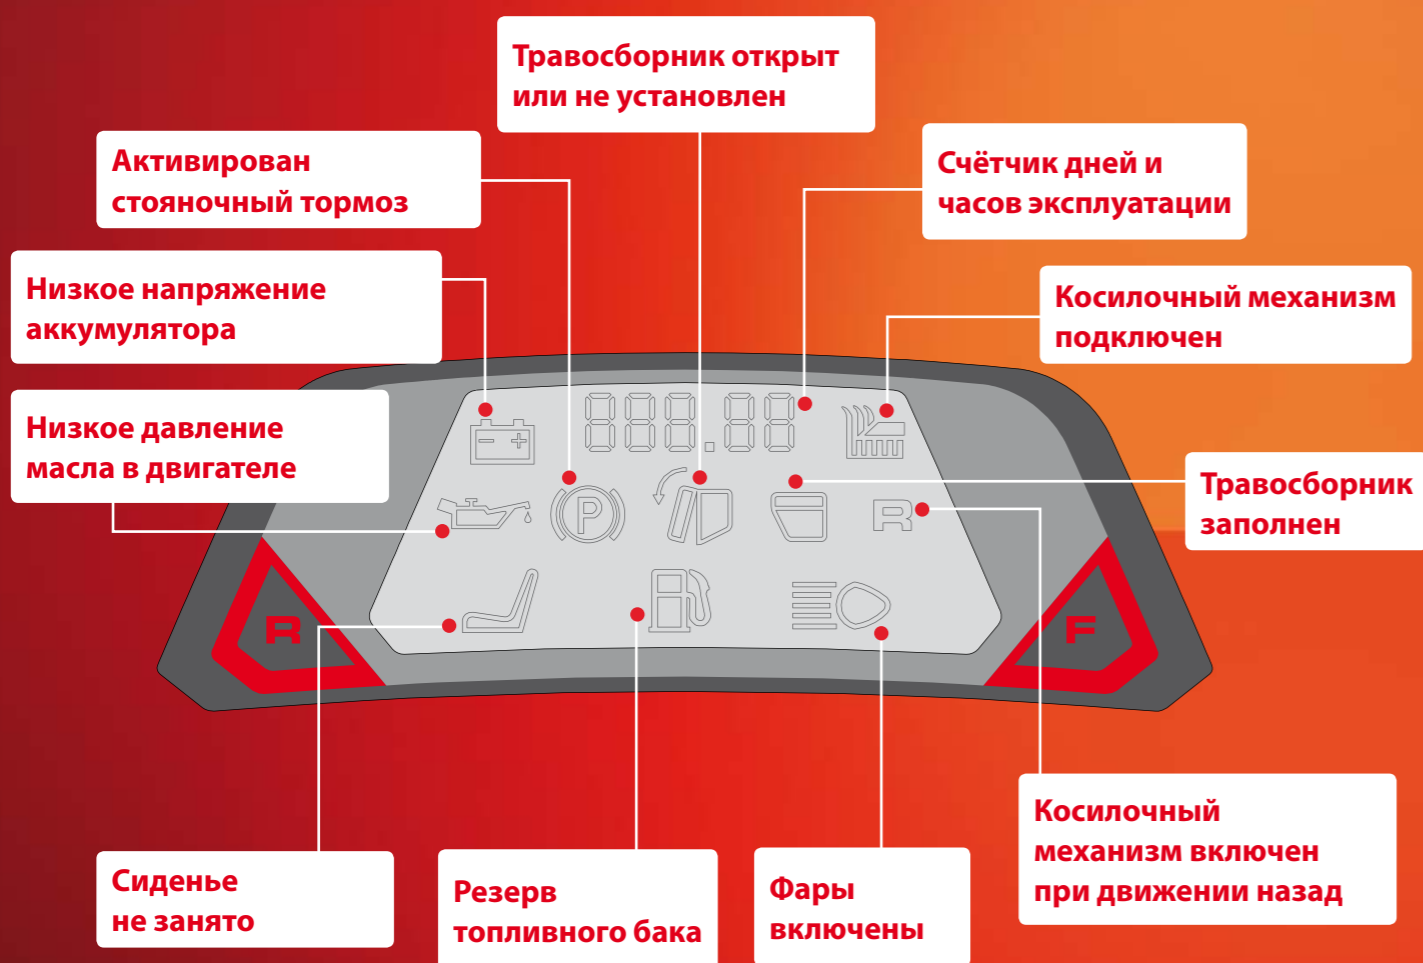 Травосборник открыт
или не установлен
Активирован
стояночный тормоз
Счётчик дней и
часов эксплуатации
Низкое напряжение
аккумулятора
Косилочный механизм
подключен
Низкое давление
масла в двигателе
Травосборник
заполнен
888.88
P
R
R
F
Сиденье
не занято
Резерв
топливного бака
Фары
включены
Косилочный
механизм включен
при движении назад